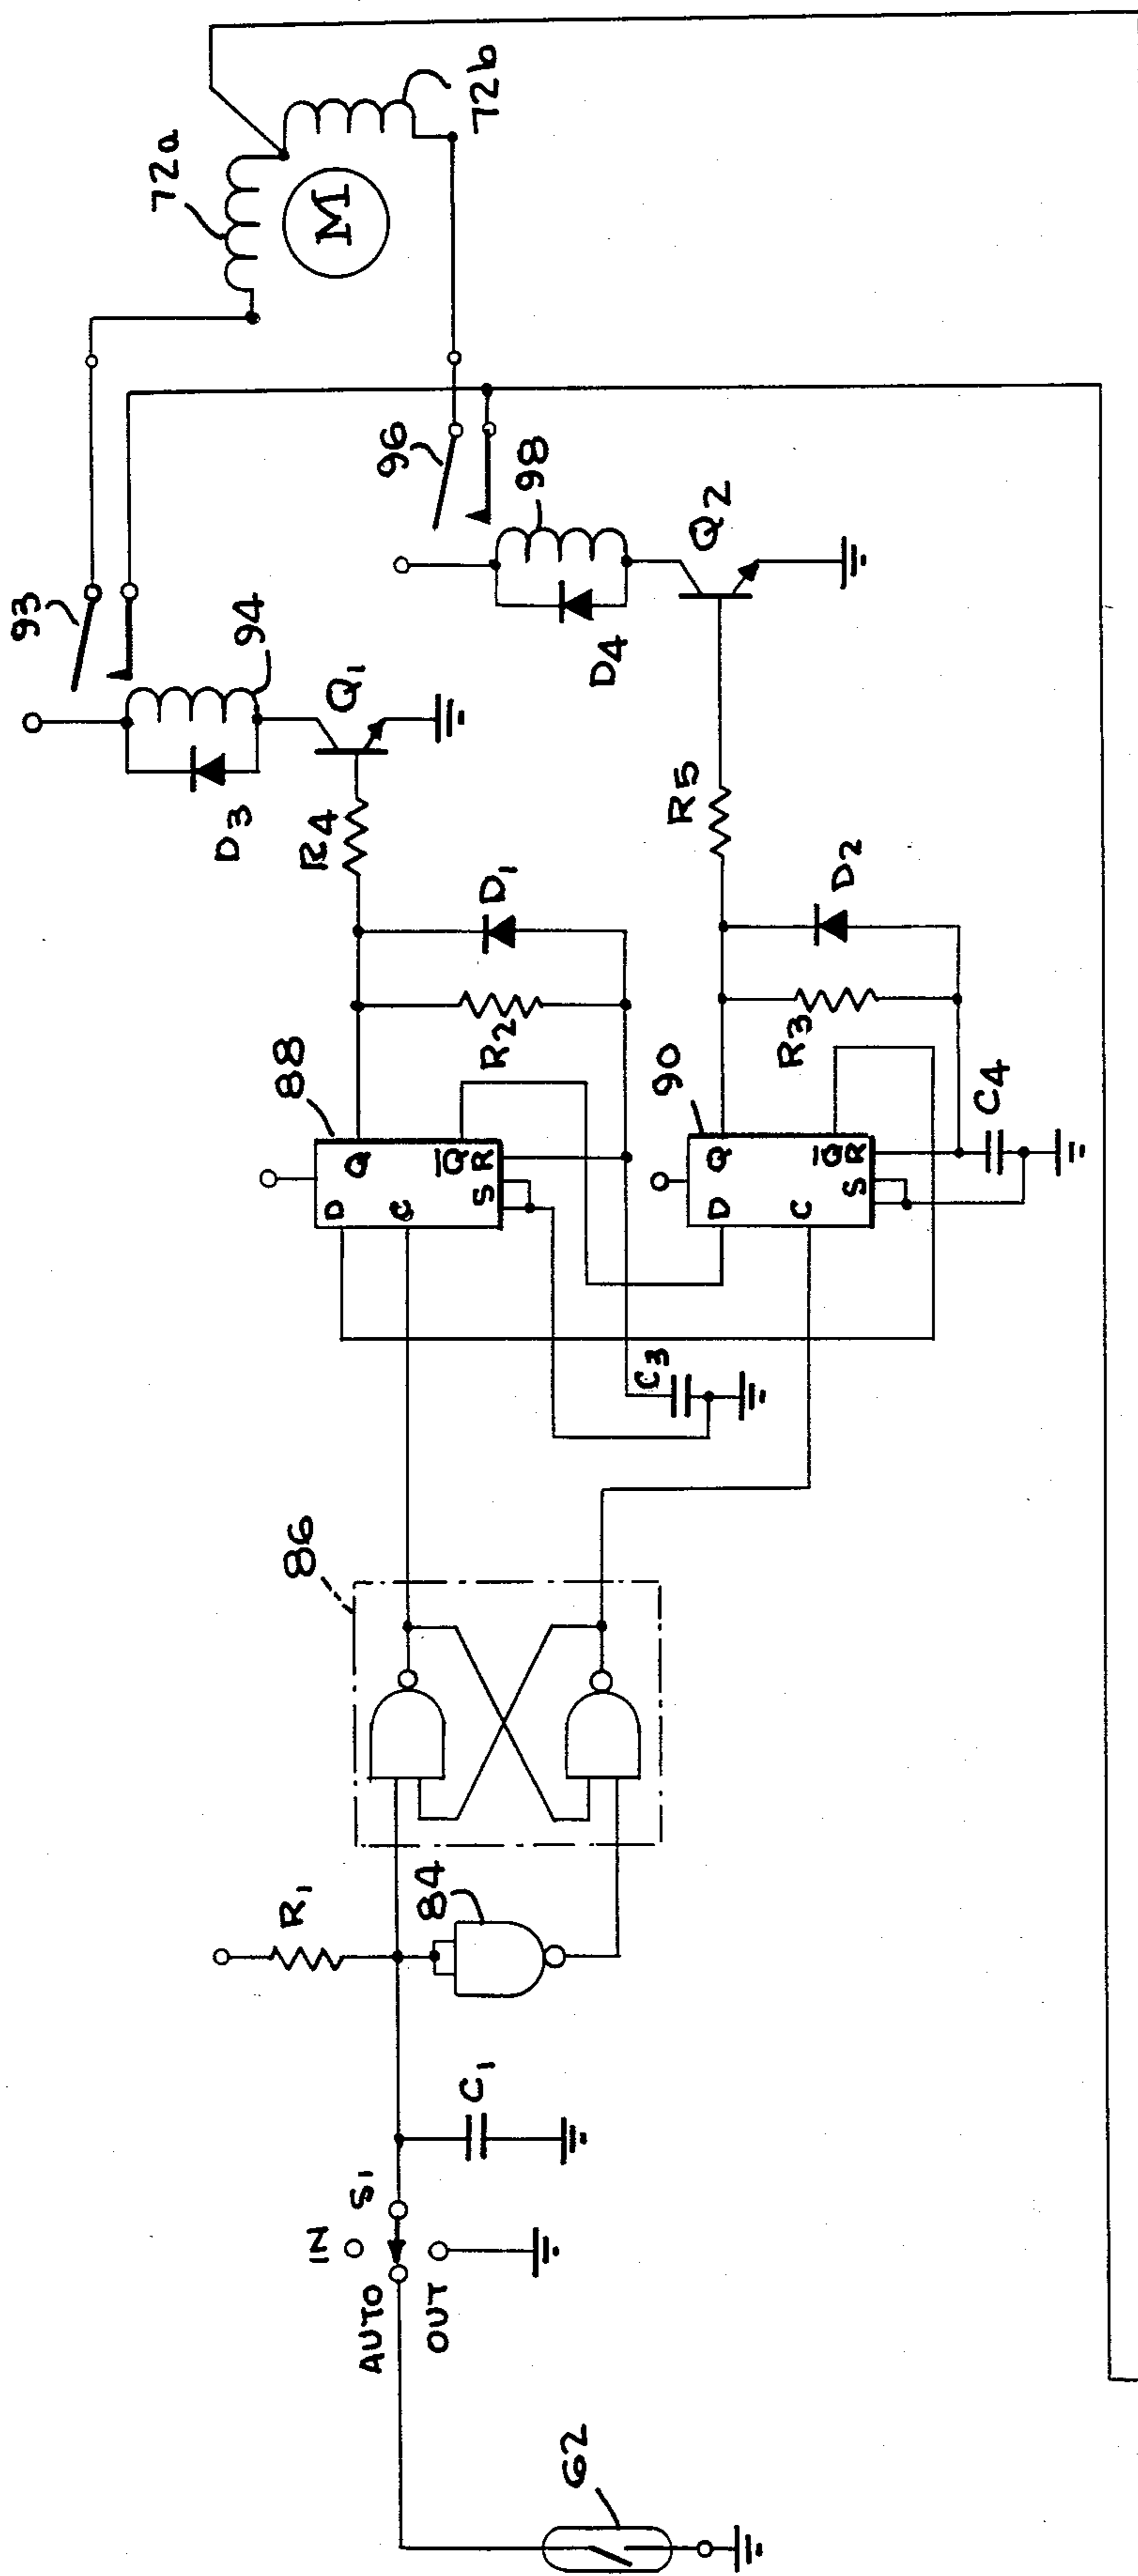 62
AUTO
IN
OUT
S1
C1
R1
84
86
88
D
C
Q
Q
R
S
C3
R2
D1
R4
D3
93
94
Q1
90
D
C
Q
Q
R
S
C4
R3
D2
R5
D4
96
98
Q2
72a
72b
M